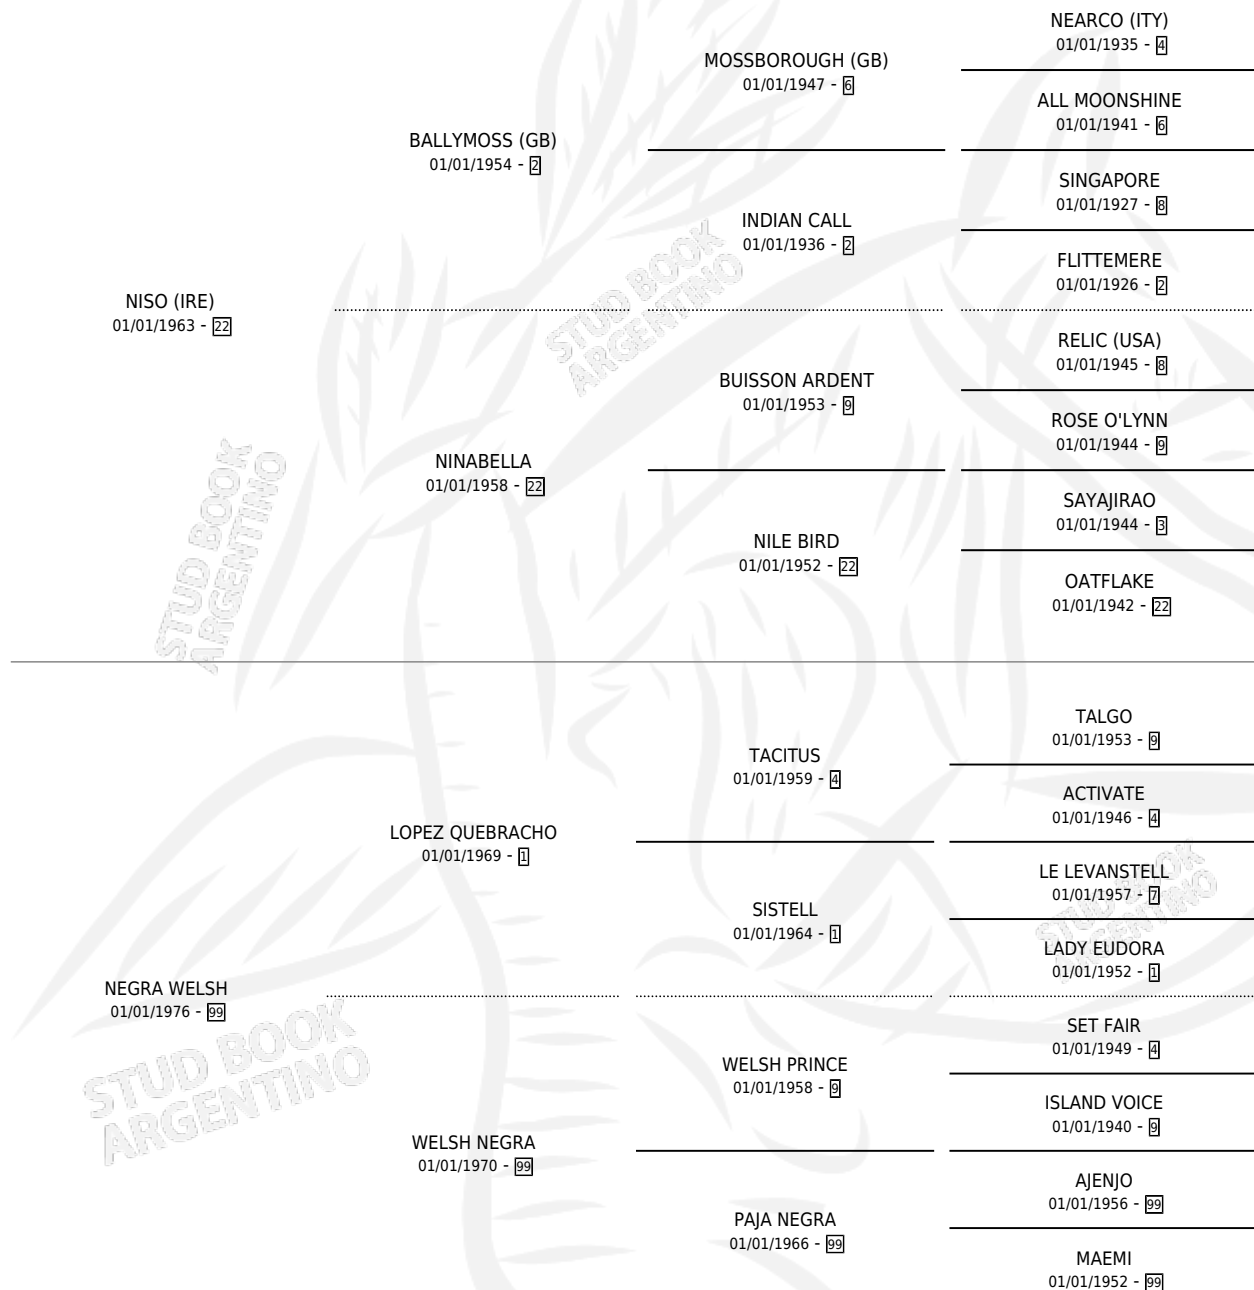 NEARCO (ITY)
01/01/1935 - 4
MOSSBOROUGH (GB)
01/01/1947 - 6
ALL MOONSHINE
01/01/1941 - 6
BALLYMOSS (GB)
01/01/1954 - 2
SINGAPORE
01/01/1927 - 8
INDIAN CALL
01/01/1936 - 2
FLITTEMERE
01/01/1926 - 2
NISO (IRE)
01/01/1963 - 22
RELIC (USA)
01/01/1945 - 8
BUISSON ARDENT
01/01/1953 - 9
ROSE O'LYNN
01/01/1944 - 9
NINABELLA
01/01/1958 - 22
SAYAJIRAO
01/01/1944 - 3
NILE BIRD
01/01/1952 - 22
OATFLAKE
01/01/1942 - 22
TALGO
01/01/1953 - 9
TACITUS
01/01/1959 - 4
ACTIVATE
01/01/1946 - 4
LOPEZ QUEBRACHO
01/01/1969 - 1
LE LEVANSTELL
01/01/1957 - 7
SISTELL
01/01/1964 - 1
LADY EUDORA
01/01/1952 - 1
NEGRA WELSH
01/01/1976 - 99
SET FAIR
01/01/1949 - 4
WELSH PRINCE
01/01/1958 - 9
ISLAND VOICE
01/01/1940 - 9
WELSH NEGRA
01/01/1970 - 99
AJENJO
01/01/1956 - 99
PAJA NEGRA
01/01/1966 - 99
MAEMI
01/01/1952 - 99
STUD BOOK
ARGENTINO
STUD BOOK
ARGENTINO
STUD BOOK
ARGENTINO
STUD BOOK
ARGENTINO